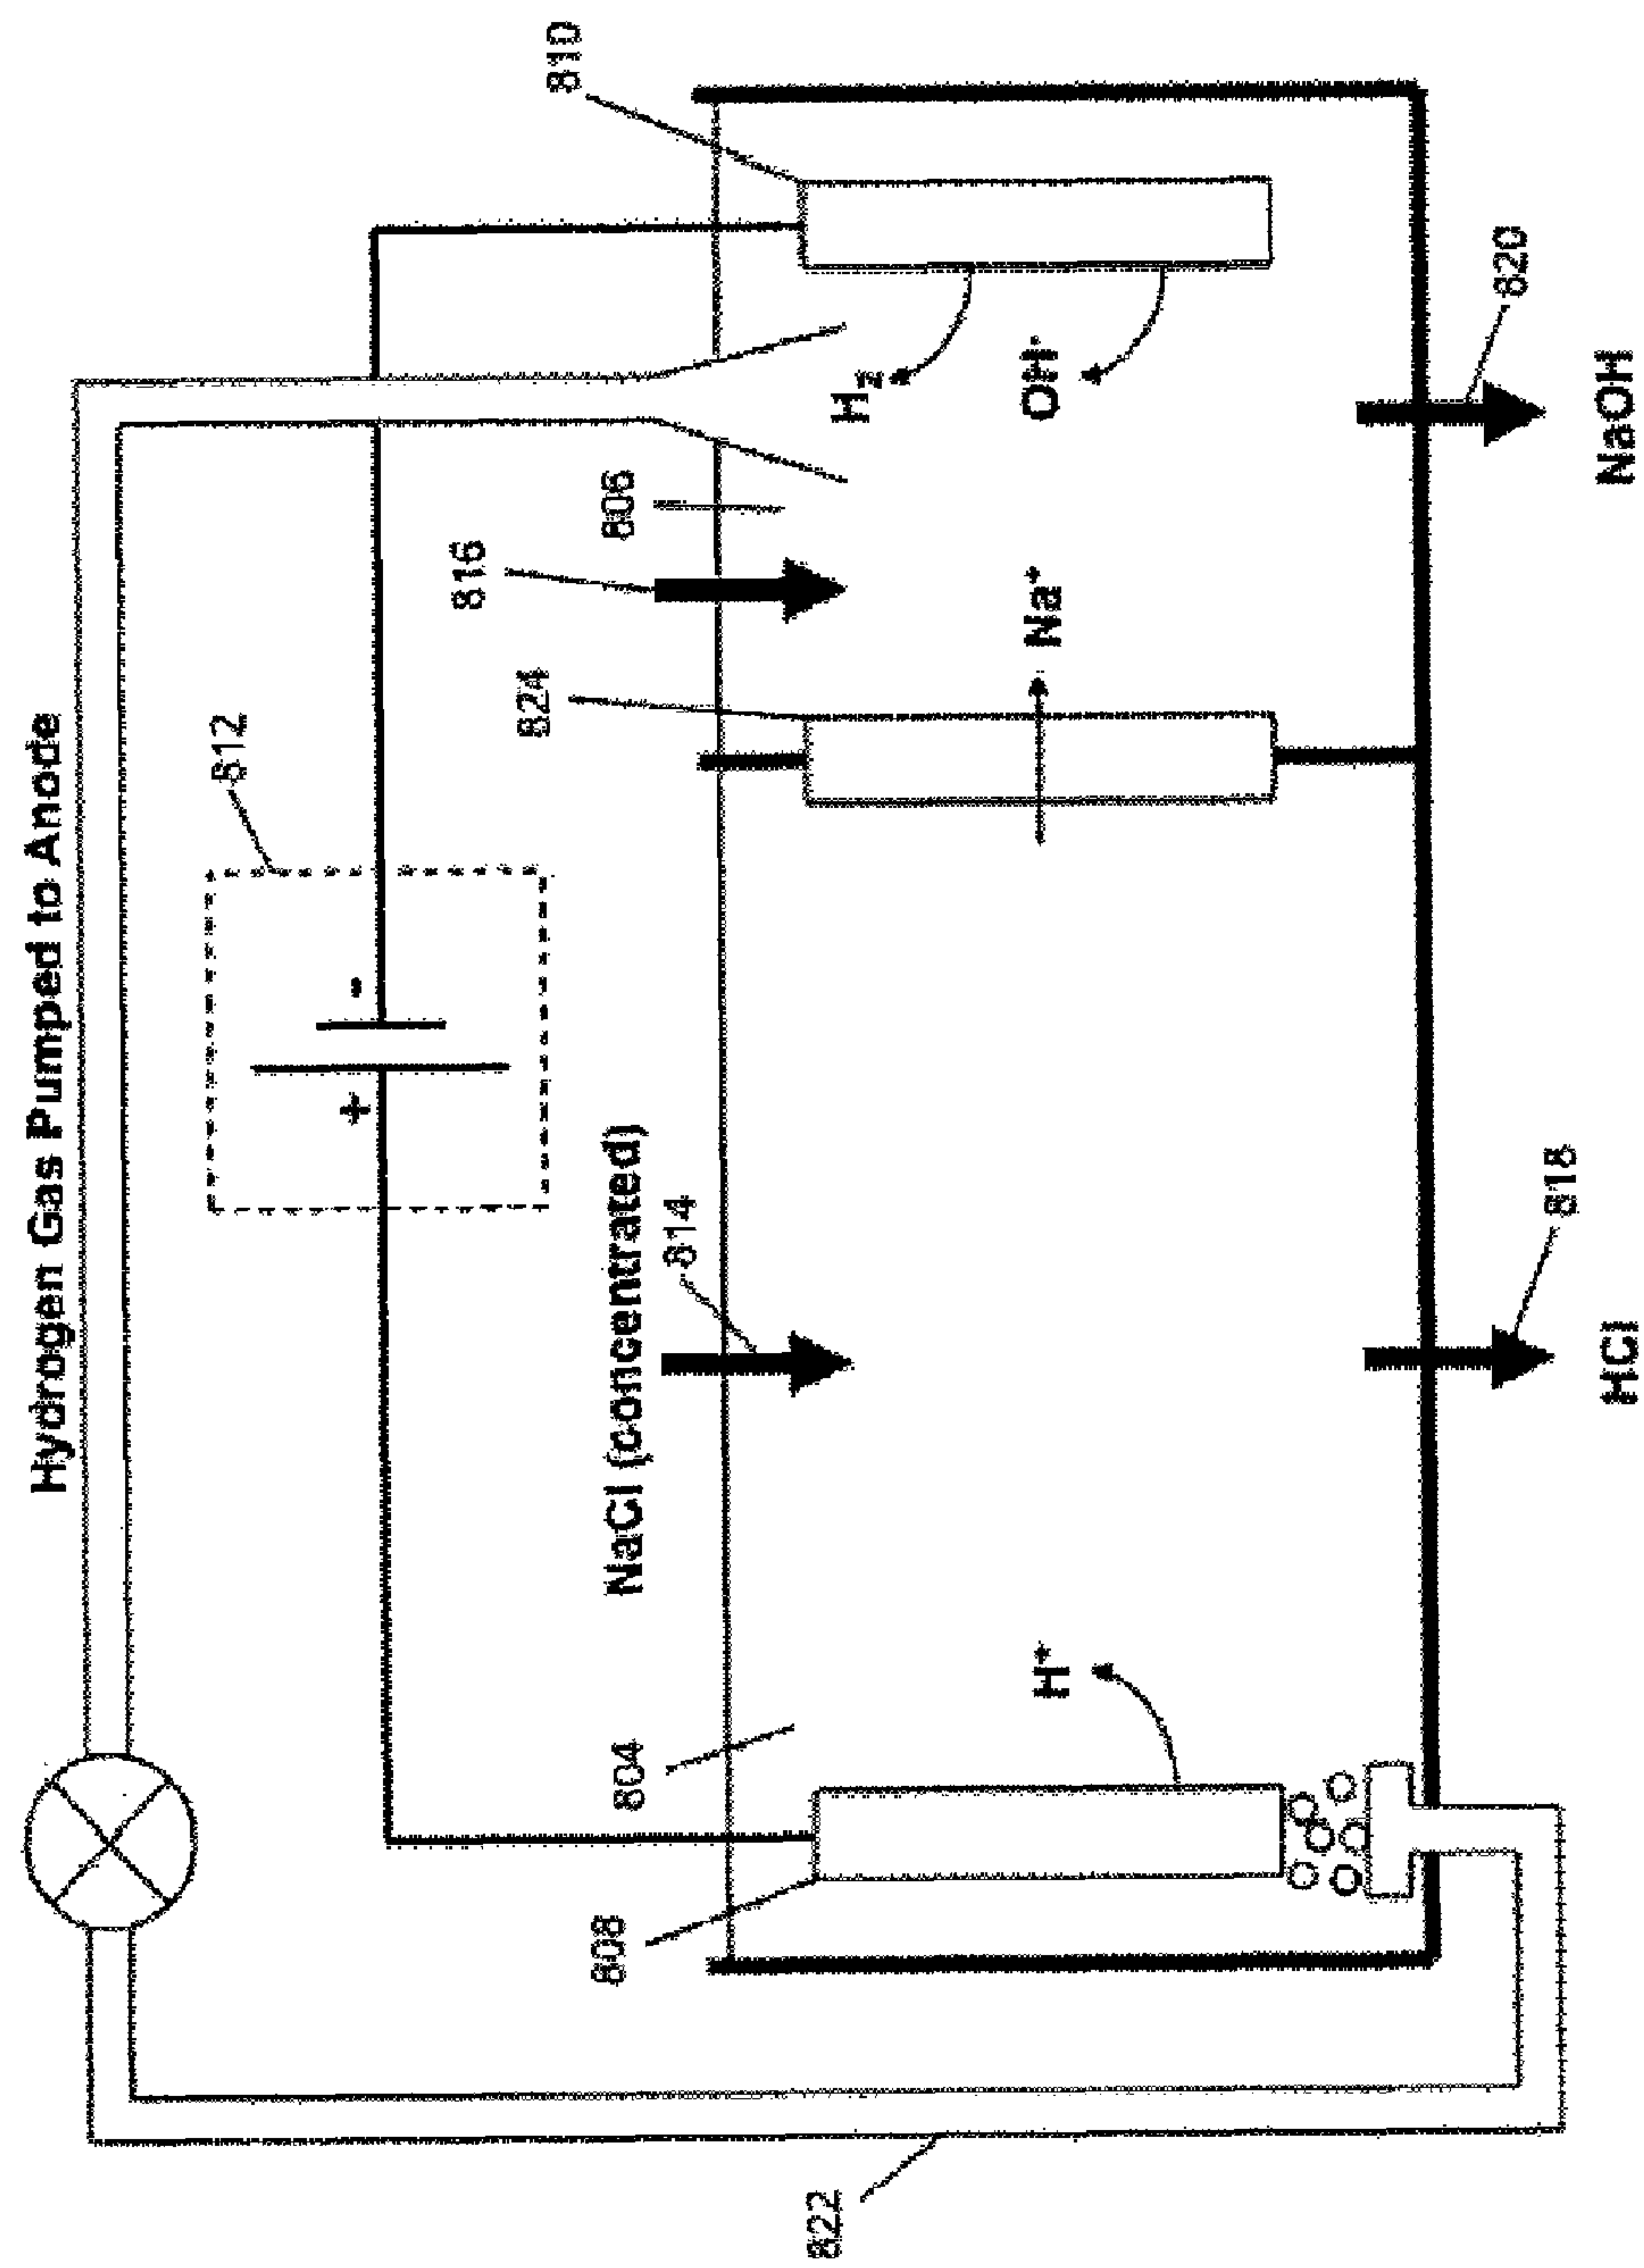 Hydrogen Gas Pumped to Anode
812
+ -
816
824
810
808
804
NaCl (concentrated)
806
814
822
H₂
H⁺
Na⁺
OH⁻
818
820
HCl
NaOH